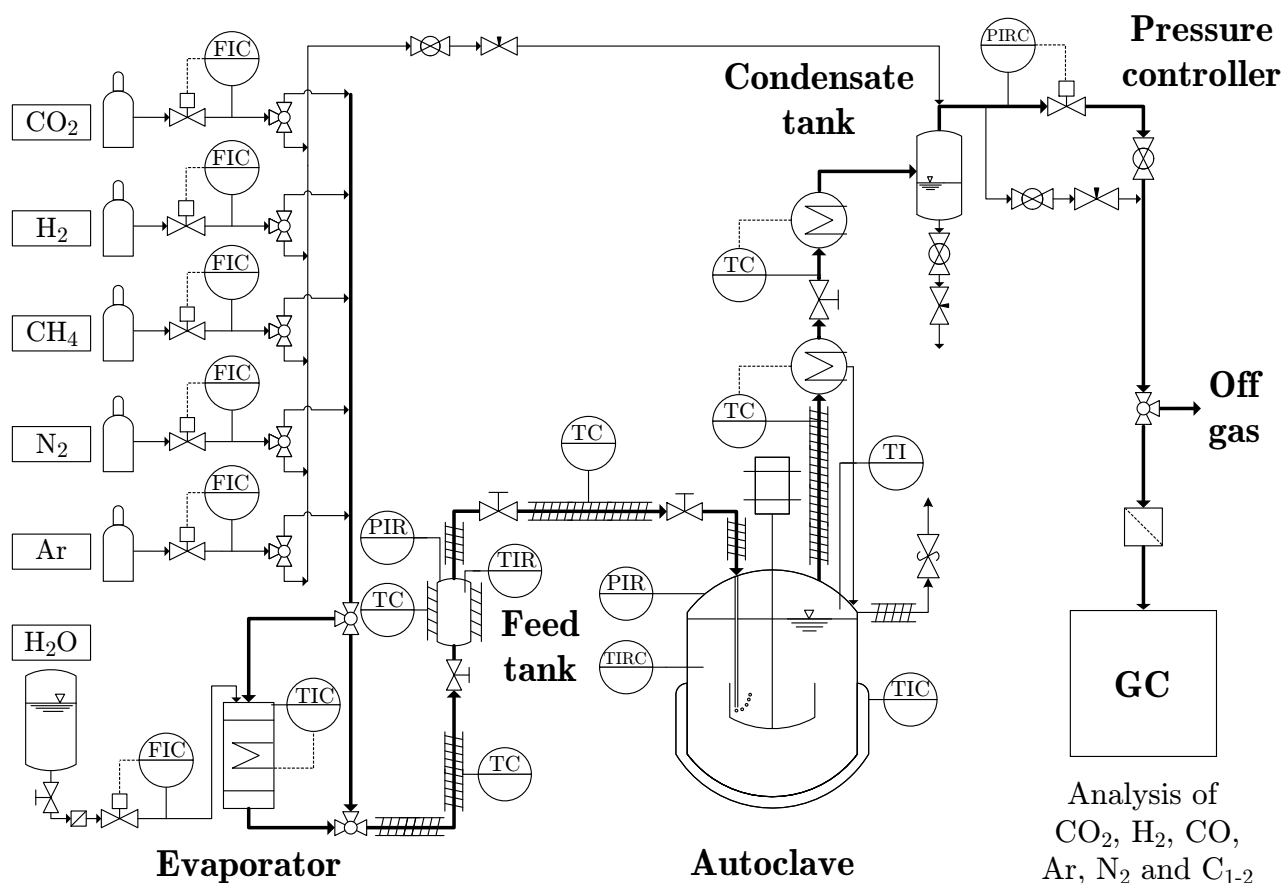 Pressure
controller
PIRC
Condensate
tank
FIC
CO₂
FIC
H₂
TC
FIC
CH₄
FIC
N₂
TC
TC
TI
Off
gas
FIC
Ar
PIR
TIR
TC
PIR
Feed
tank
H₂O
TIRC
TIC
TIC
GC
FIC
TC
Evaporator
Autoclave
Analysis of
CO₂, H₂, CO,
Ar, N₂ and C₁₋₂